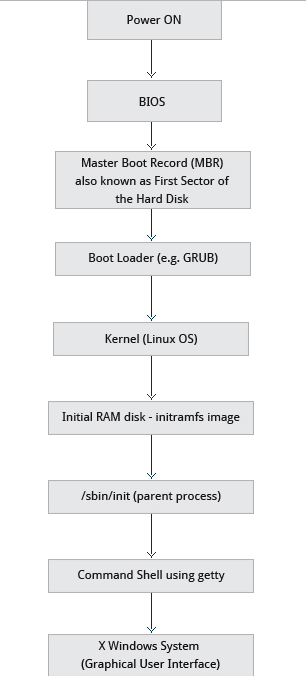 Power ON
BIOS
Master Boot Record (MBR)
also known as First Sector of
the Hard Disk
Boot Loader (e.g. GRUB)
Kernel (Linux OS)
Initial RAM disk - initramfs image
/sbin/init (parent process)
Command Shell using getty
X Windows System
(Graphical User Interface)